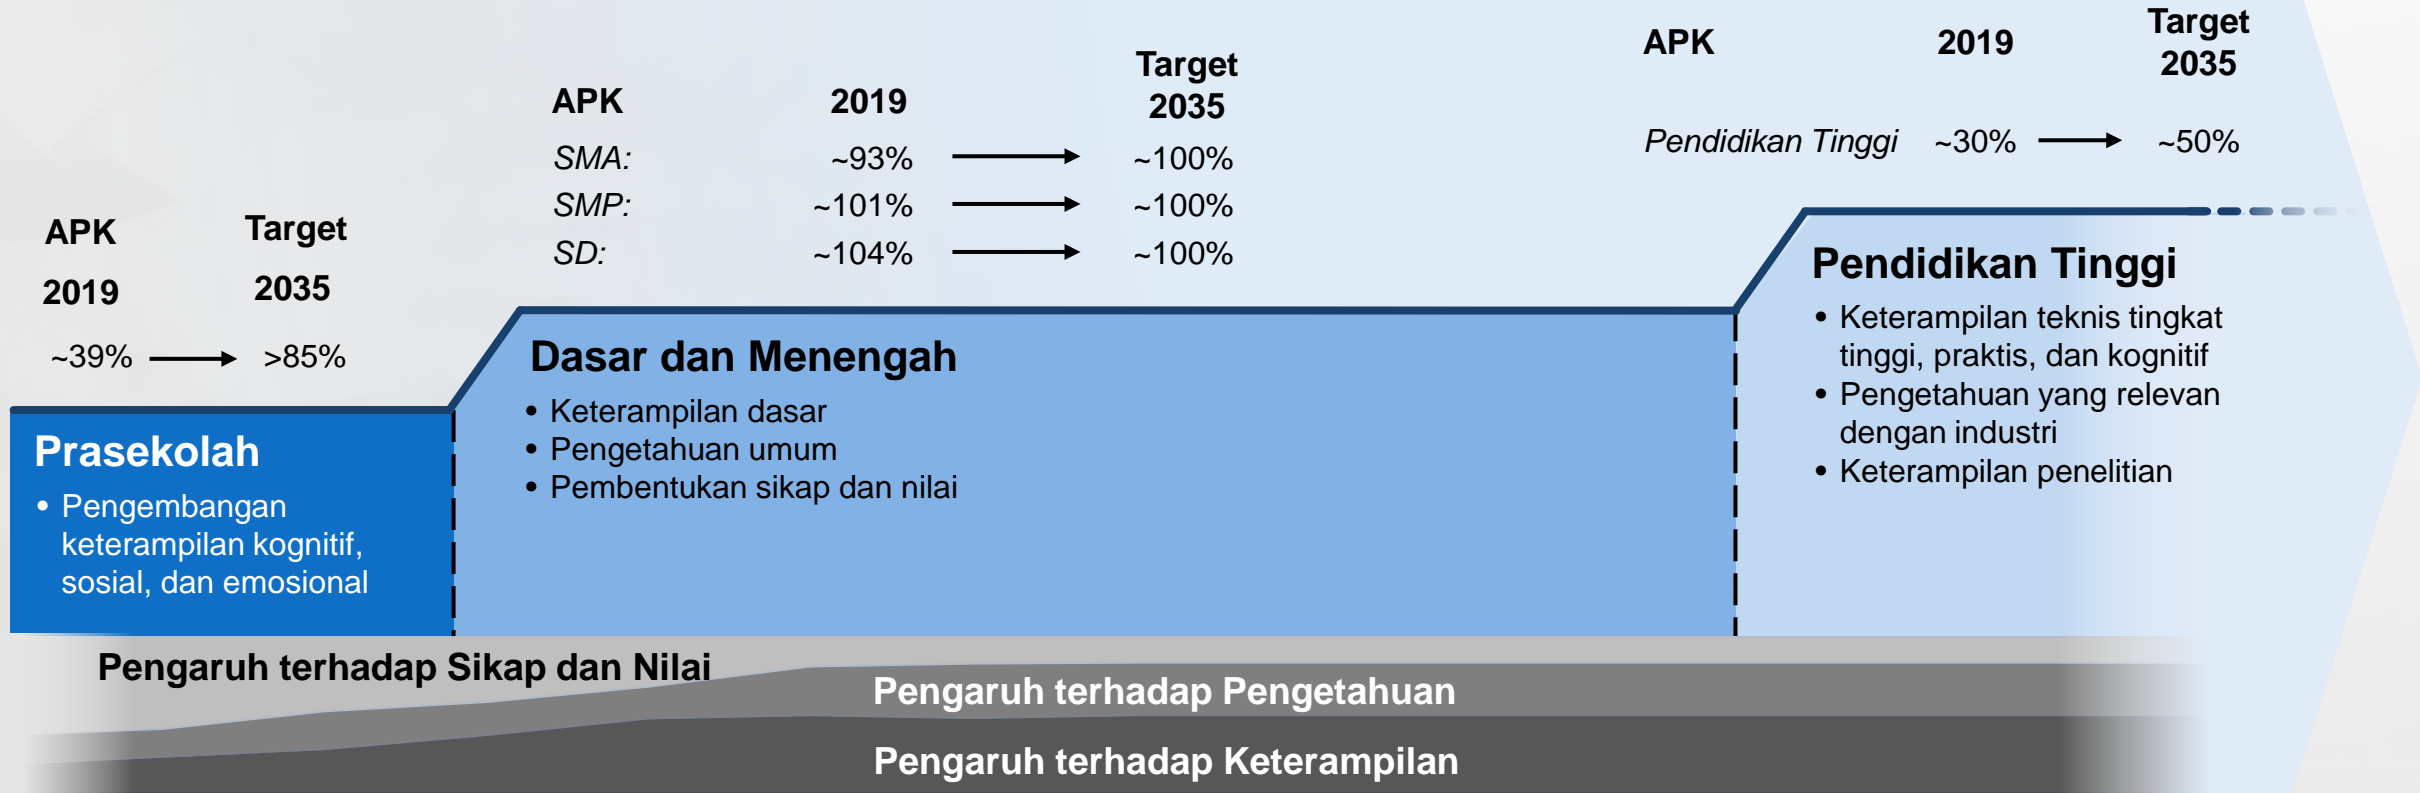 APK Target
2019 2035
~39% >85%
Prasekolah
• Pengembangan
keterampilan kognitif,
sosial, dan emosional
APK 2019 Target
2035
SMA: ~93% ~100%
SMP: ~101% ~100%
SD: ~104% ~100%
Dasar dan Menengah
• Keterampilan dasar
• Pengetahuan umum
• Pembentukan sikap dan nilai
APK 2019 Target
2035
Pendidikan Tinggi ~30% ~50%
Pendidikan Tinggi
• Keterampilan teknis tingkat
tinggi, praktis, dan kognitif
• Pengetahuan yang relevan
dengan industri
• Keterampilan penelitian
Pengaruh terhadap Sikap dan Nilai
Pengaruh terhadap Pengetahuan
Pengaruh terhadap Keterampilan